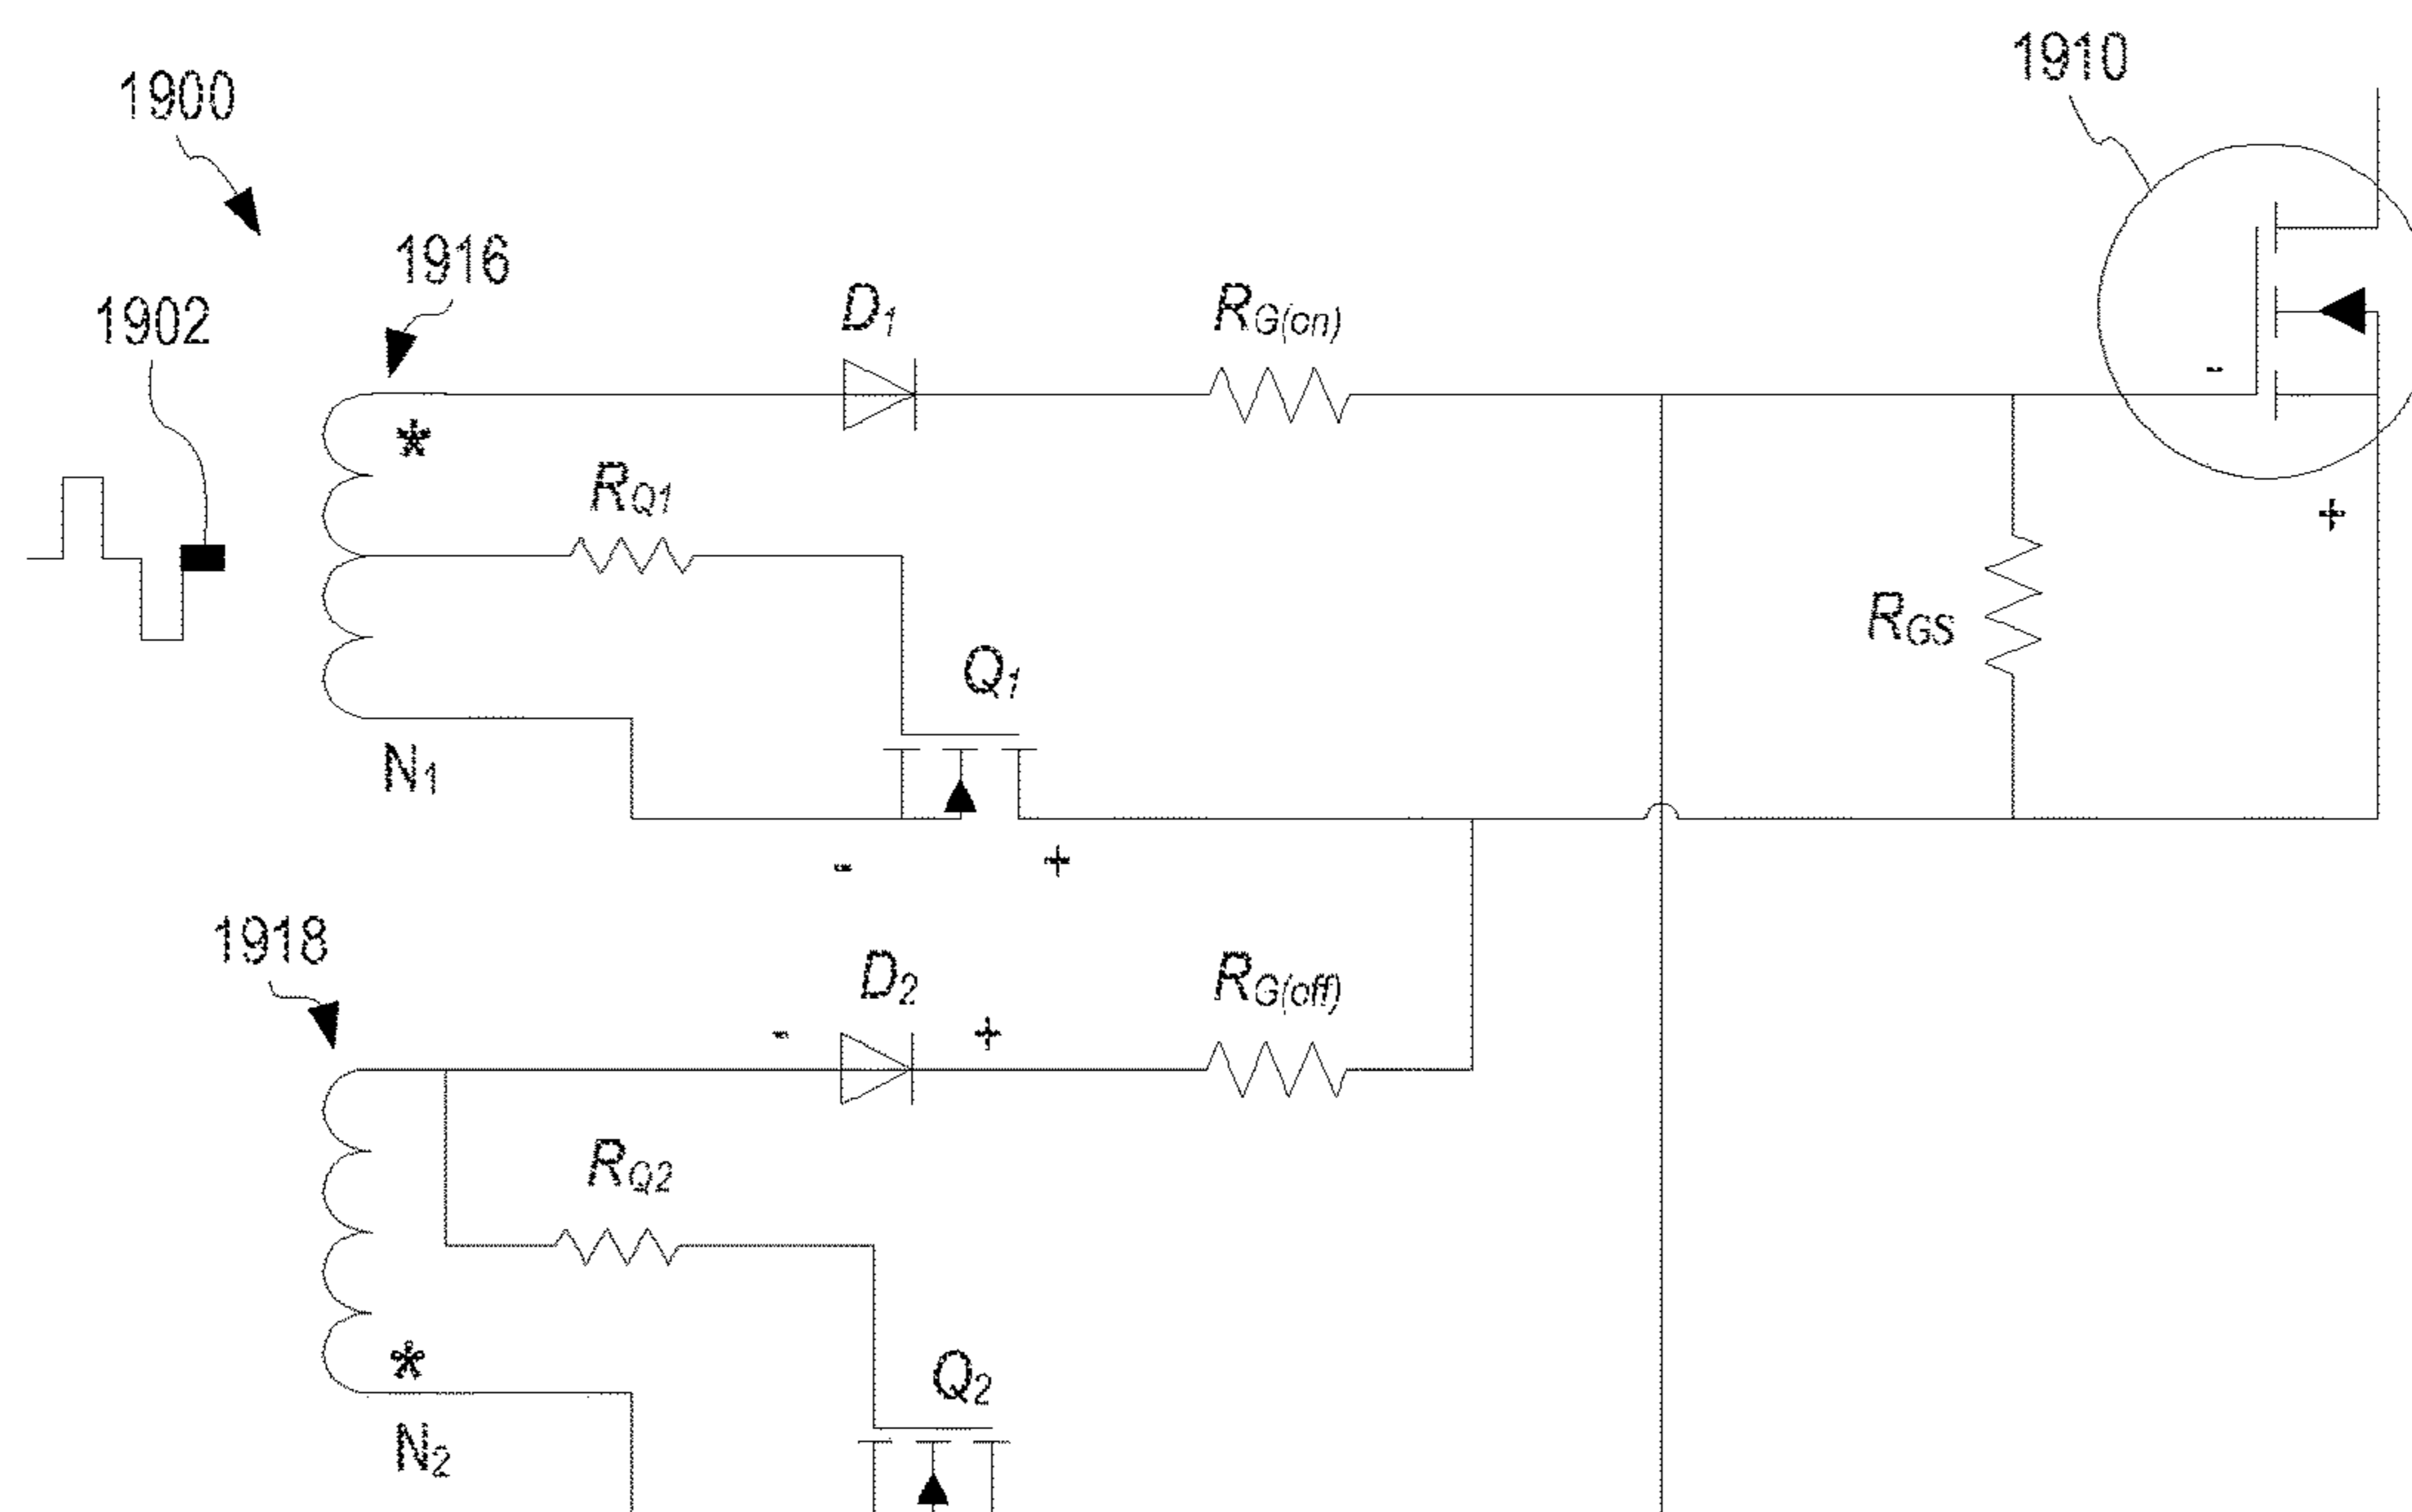 1910
1900
1916
1902
D1
RG(on)
-
*
RQ1
+
RGS
Q1
N1
- +
1918
D2
RG(off)
- +
RQ2
*
Q2
N2